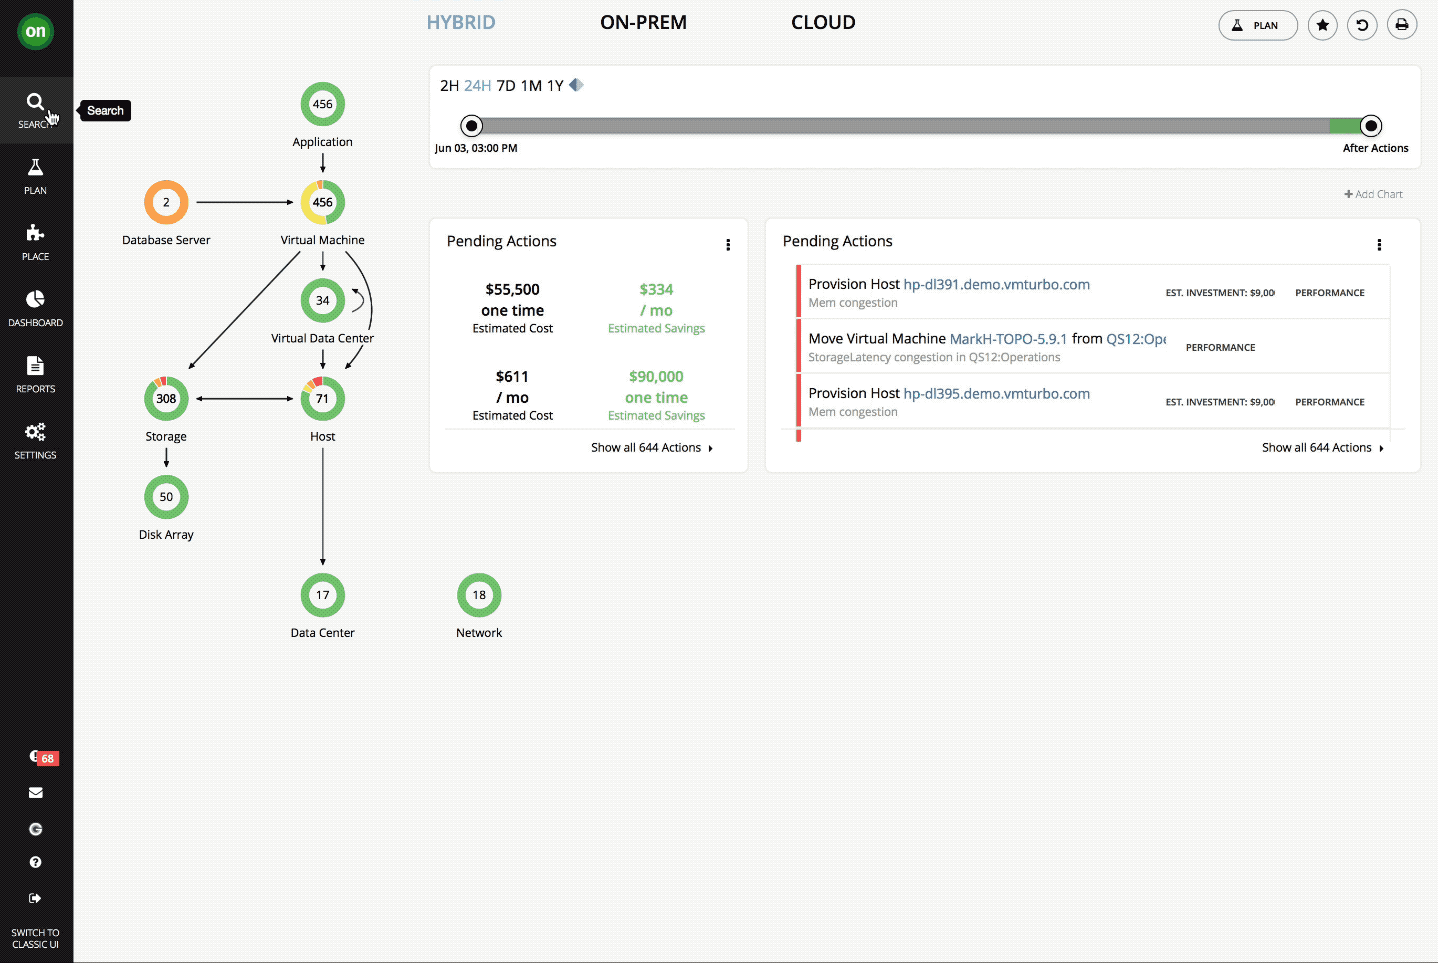 on
SEARCH
Search
PLAN
PLACE
DASHBOARD
REPORTS
SETTINGS
68
SWITCH TO
CLASSIC UI
HYBRID
ON-PREM
CLOUD
PLAN
456
Application
2
Database Server
456
Virtual Machine
34
Virtual Data Center
308
Storage
71
Host
50
Disk Array
17
Data Center
18
Network
2H 24H 7D 1M 1Y
Jun 03, 03:00 PM
After Actions
Add Chart
Pending Actions
$55,500
one time
Estimated Cost
$334
/ mo
Estimated Savings
$611
/ mo
Estimated Cost
$90,000
one time
Estimated Savings
Show all 644 Actions
Pending Actions
Provision Host hp-dl391.demo.vmturbo.com
Mem congestion
EST. INVESTMENT: $9,00
PERFORMANCE
Move Virtual Machine MarkH-TOPO-5.9.1 from QS12:Ope
StorageLatency congestion in QS12:Operations
PERFORMANCE
Provision Host hp-dl395.demo.vmturbo.com
Mem congestion
EST. INVESTMENT: $9,00
PERFORMANCE
Show all 644 Actions